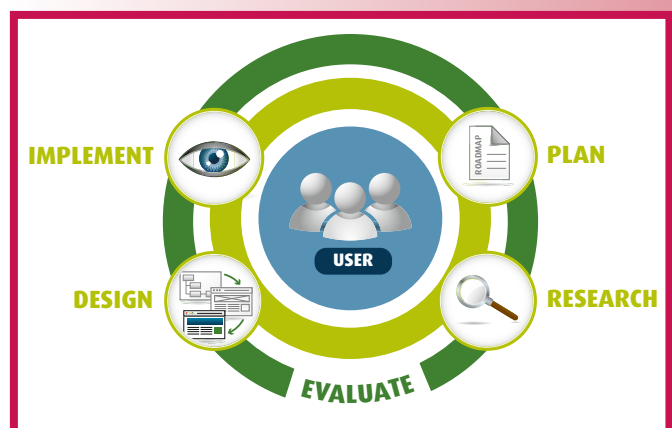 IMPLEMENT
ROADMAP
PLAN
USER
DESIGN
RESEARCH
EVALUATE